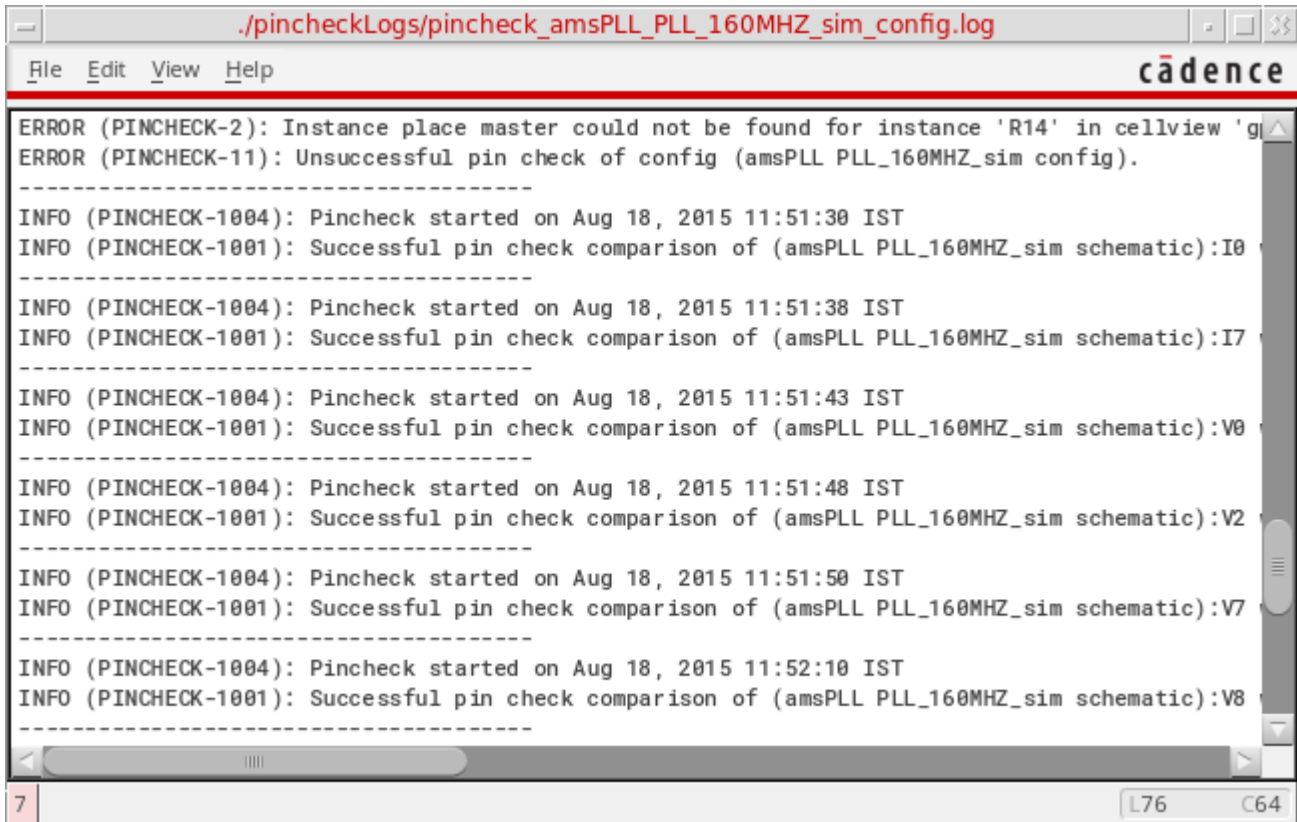 ./pincheckLogs/pincheck_amsPLL_PLL_160MHZ_sim_config.log
File Edit View Help
cādence
ERROR (PINCHECK-2): Instance place master could not be found for instance 'R14' in cellview 'g
ERROR (PINCHECK-11): Unsuccessful pin check of config (amsPLL PLL_160MHZ_sim config).
---------------------------------------
INFO (PINCHECK-1004): Pincheck started on Aug 18, 2015 11:51:30 IST
INFO (PINCHECK-1001): Successful pin check comparison of (amsPLL PLL_160MHZ_sim schematic):I0
---------------------------------------
INFO (PINCHECK-1004): Pincheck started on Aug 18, 2015 11:51:38 IST
INFO (PINCHECK-1001): Successful pin check comparison of (amsPLL PLL_160MHZ_sim schematic):I7
---------------------------------------
INFO (PINCHECK-1004): Pincheck started on Aug 18, 2015 11:51:43 IST
INFO (PINCHECK-1001): Successful pin check comparison of (amsPLL PLL_160MHZ_sim schematic):V0
---------------------------------------
INFO (PINCHECK-1004): Pincheck started on Aug 18, 2015 11:51:48 IST
INFO (PINCHECK-1001): Successful pin check comparison of (amsPLL PLL_160MHZ_sim schematic):V2
---------------------------------------
INFO (PINCHECK-1004): Pincheck started on Aug 18, 2015 11:51:50 IST
INFO (PINCHECK-1001): Successful pin check comparison of (amsPLL PLL_160MHZ_sim schematic):V7
---------------------------------------
INFO (PINCHECK-1004): Pincheck started on Aug 18, 2015 11:52:10 IST
INFO (PINCHECK-1001): Successful pin check comparison of (amsPLL PLL_160MHZ_sim schematic):V8
---------------------------------------
7 L76 C64